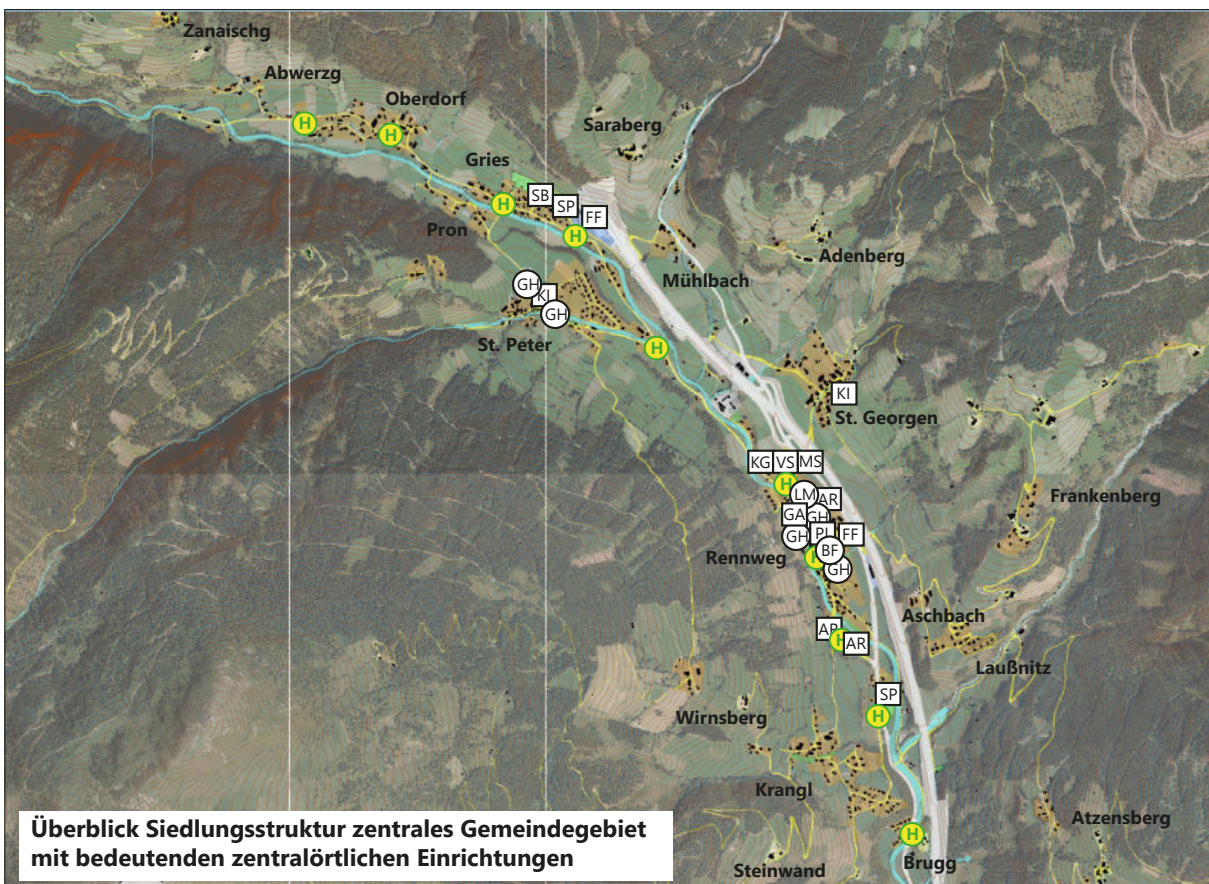 Zanaischg
Abwerzg
Oberdorf
Saraberg
H
H
Gries
SB
SP
FF
H
H
Pron
Adenberg
Mühlbach
GH
KI
GH
St. Peter
H
KI
St. Georgen
KG VS MS
H
LM
AR
GA
GH
Frankenberg
GH
PI
FF
BF
Rennweg
H
GH
Aschbach
AR
H
AR
Laußnitz
SP
Wirnsberg
H
Krangl
Atzensberg
H
Brugg
Steinwand
Überblick Siedlungsstruktur zentrales Gemeindegebiet
mit bedeutenden zentralörtlichen Einrichtungen